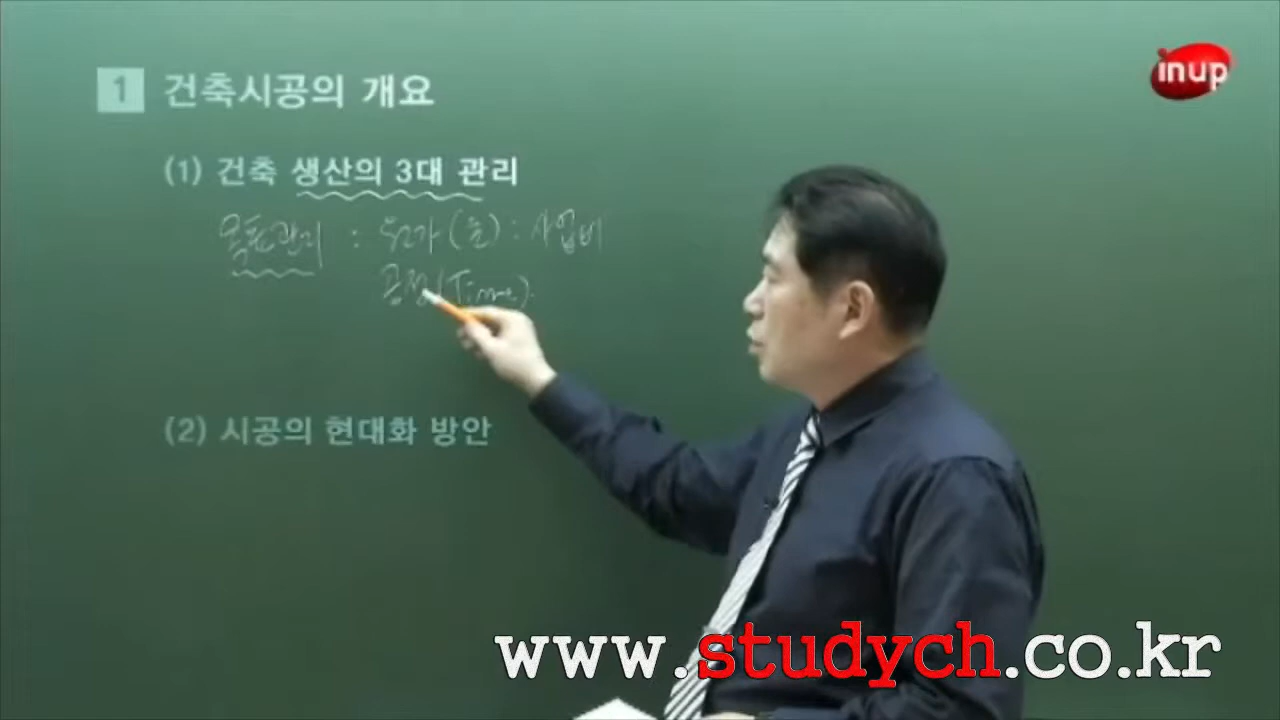 inup
1 건축시공의 개요
(1) 건축 생산의 3대 관리
목표관리 : 원가(돈) : 사업비
공정(Time).
(2) 시공의 현대화 방안
www.studych.co.kr